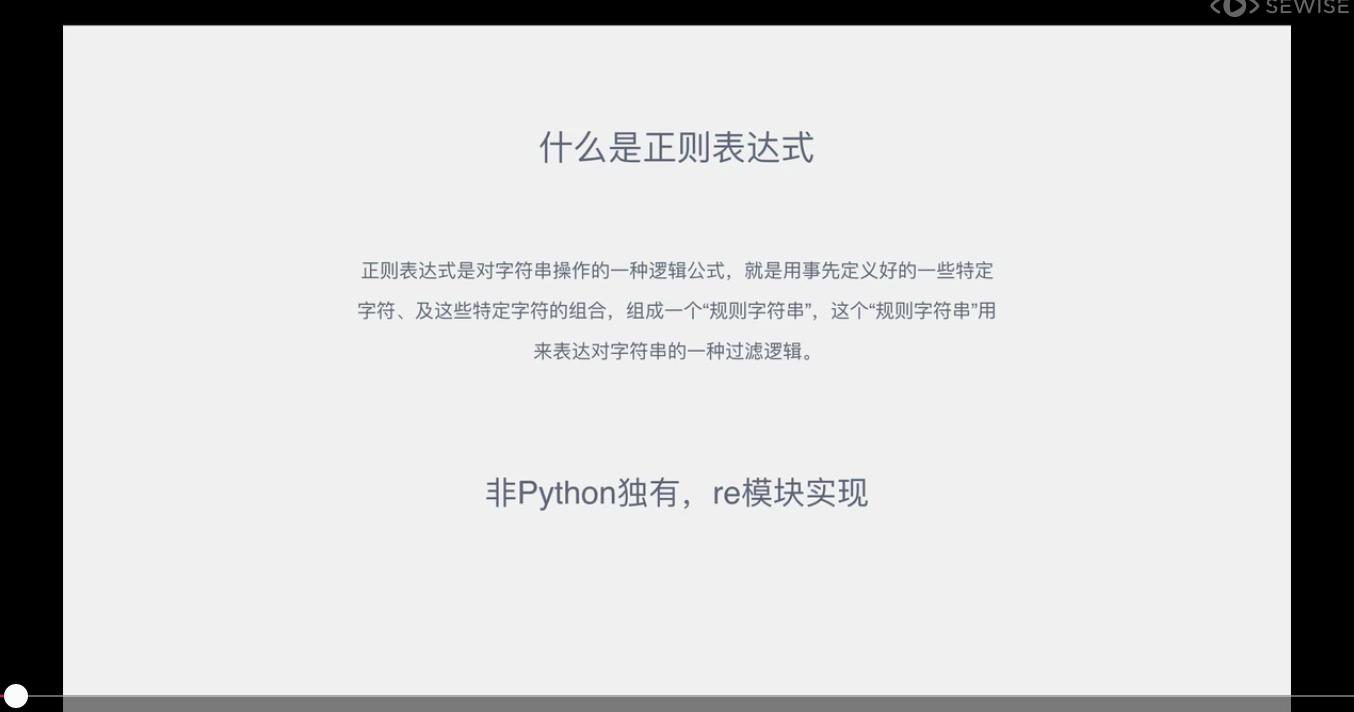 SEWISE
什么是正则表达式
正则表达式是对字符串操作的一种逻辑公式，就是用事先定义好的一些特定
字符、及这些特定字符的组合，组成一个“规则字符串”，这个“规则字符串”用
来表达对字符串的一种过滤逻辑。
非Python独有，re模块实现